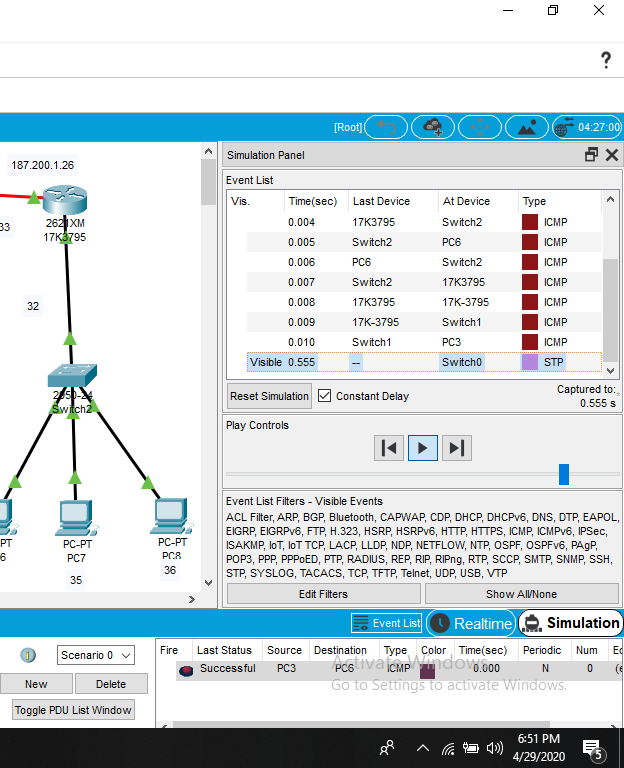 ?
[Root]
04:27:00
187.200.1.26
33
2621XM
17K3795
32
2950-24
Switch2
PT
6
PC-PT
PC7
PC-PT
PC8
35
36
Simulation Panel
Event List
Vis. Time(sec) Last Device At Device Type
0.004 17K3795 Switch2 ICMP
0.005 Switch2 PC6 ICMP
0.006 PC6 Switch2 ICMP
0.007 Switch2 17K3795 ICMP
0.008 17K3795 17K-3795 ICMP
0.009 17K-3795 Switch1 ICMP
0.010 Switch1 PC3 ICMP
Visible 0.555 -- Switch0 STP
Reset Simulation Constant Delay Captured to:
0.555 s
Play Controls
Event List Filters - Visible Events
ACL Filter, ARP, BGP, Bluetooth, CAPWAP, CDP, DHCP, DHCPv6, DNS, DTP, EAPOL,
EIGRP, EIGRPv6, FTP, H.323, HSRP, HSRPv6, HTTP, HTTPS, ICMP, ICMPv6, IPSec,
ISAKMP, IoT, IoT TCP, LACP, LLDP, NDP, NETFLOW, NTP, OSPF, OSPFv6, PAgP,
POP3, PPP, PPPoED, PTP, RADIUS, REP, RIP, RIPng, RTP, SCCP, SMTP, SNMP, SSH,
STP, SYSLOG, TACACS, TCP, TFTP, Telnet, UDP, USB, VTP
Edit Filters Show All/None
Event List Realtime Simulation
Scenario 0
New Delete
Toggle PDU List Window
Fire Last Status Source Destination Type Color Time(sec) Periodic Num Ed
Successful PC3 PC6 ICMP 0.000 N 0 (e
Activate Windows
Go to Settings to activate Windows.
6:51 PM
4/29/2020
5